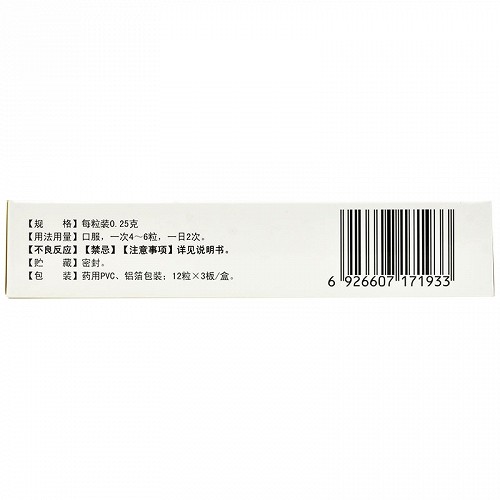 【规　　格】每粒装0.25克
【用法用量】口服，一次4～6粒，一日2次。
【不良反应】【禁忌】【注意事项】详见说明书。
【贮　　藏】密封。
【包　　装】药用PVC、铝箔包装；12粒×3板/盒。
6 926607 171933